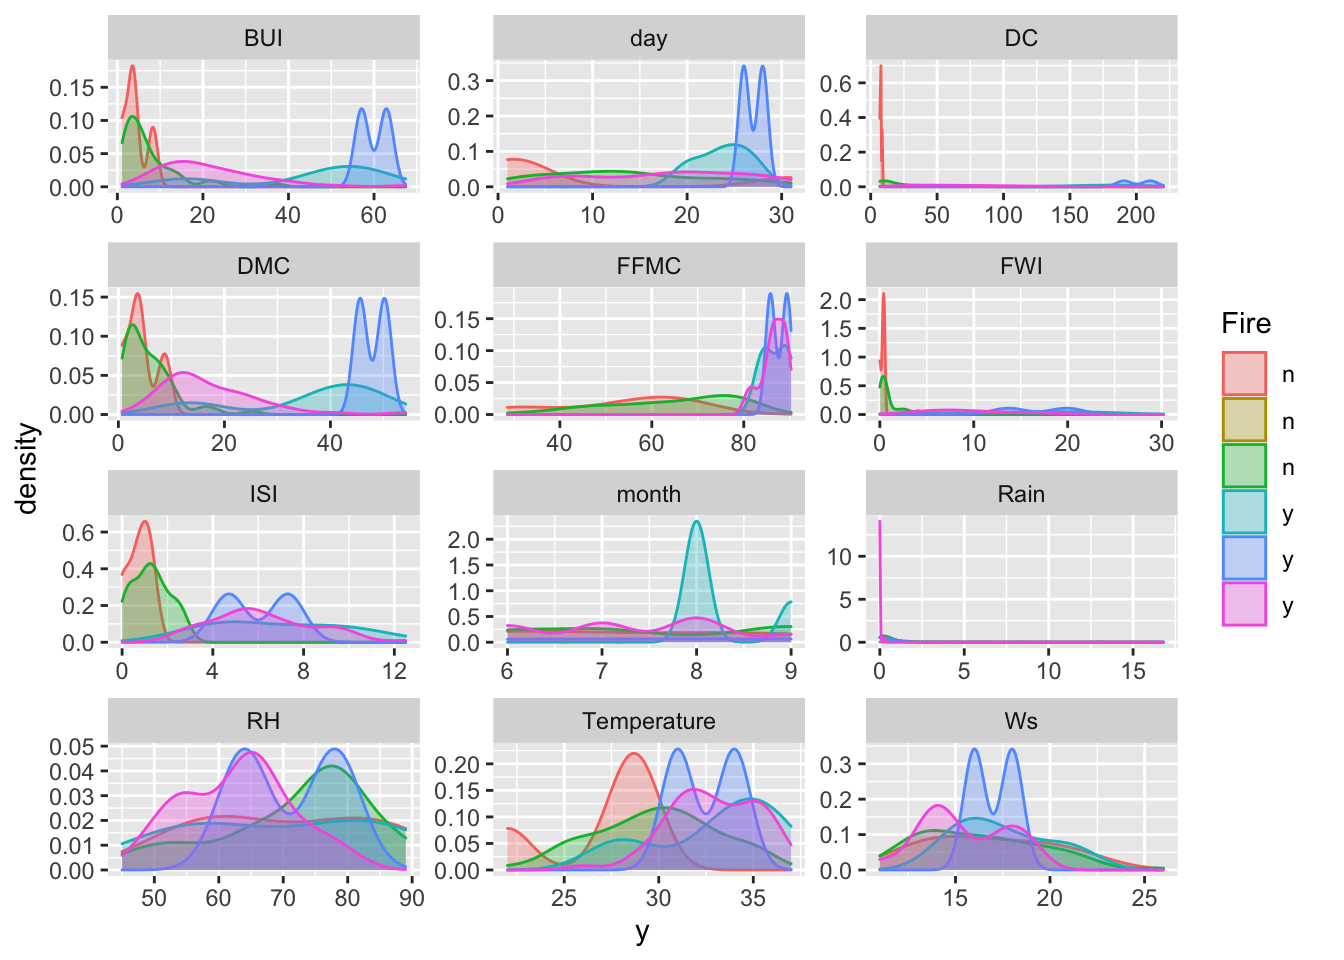 BUI
day
DC
0.15
0.10
0.05
0.00
0.3
0.2
0.1
0.0
0.6
0.4
0.2
0.0
0 20 40 60
0 10 20 30
0 50 100 150 200
DMC
FFMC
FWI
0.15
0.10
0.05
0.00
0.15
0.10
0.05
0.00
2.0
1.5
1.0
0.5
0.0
0 20 40
40 60 80
0 10 20 30
ISI
month
Rain
0.6
0.4
0.2
0.0
2.0
1.5
1.0
0.5
0.0
10
5
0
0 4 8 12
6 7 8 9
0 5 10 15
RH
Temperature
Ws
0.05
0.04
0.03
0.02
0.01
0.00
0.20
0.15
0.10
0.05
0.00
0.3
0.2
0.1
0.0
50 60 70 80 90
25 30 35
15 20 25
density
y
Fire
n
n
n
y
y
y